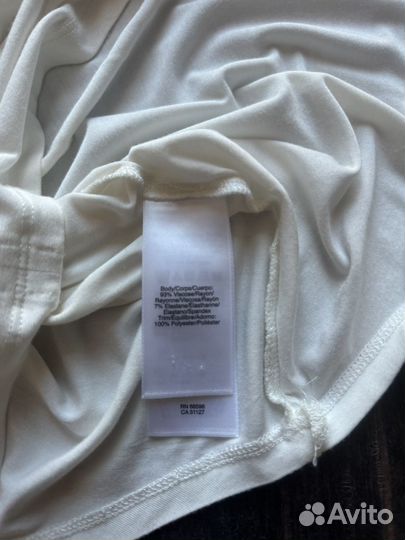 Body/Corps/Cuerpo:
93% Viscose/Rayon/
Rayonne/Viscosa/Rayón
7% Elastane/Elasthanne/
Elastano/Spandex
Trim/Equilibre/Adorno:
100% Polyester/Poliéster
RN 66098
CA 51127
Avito